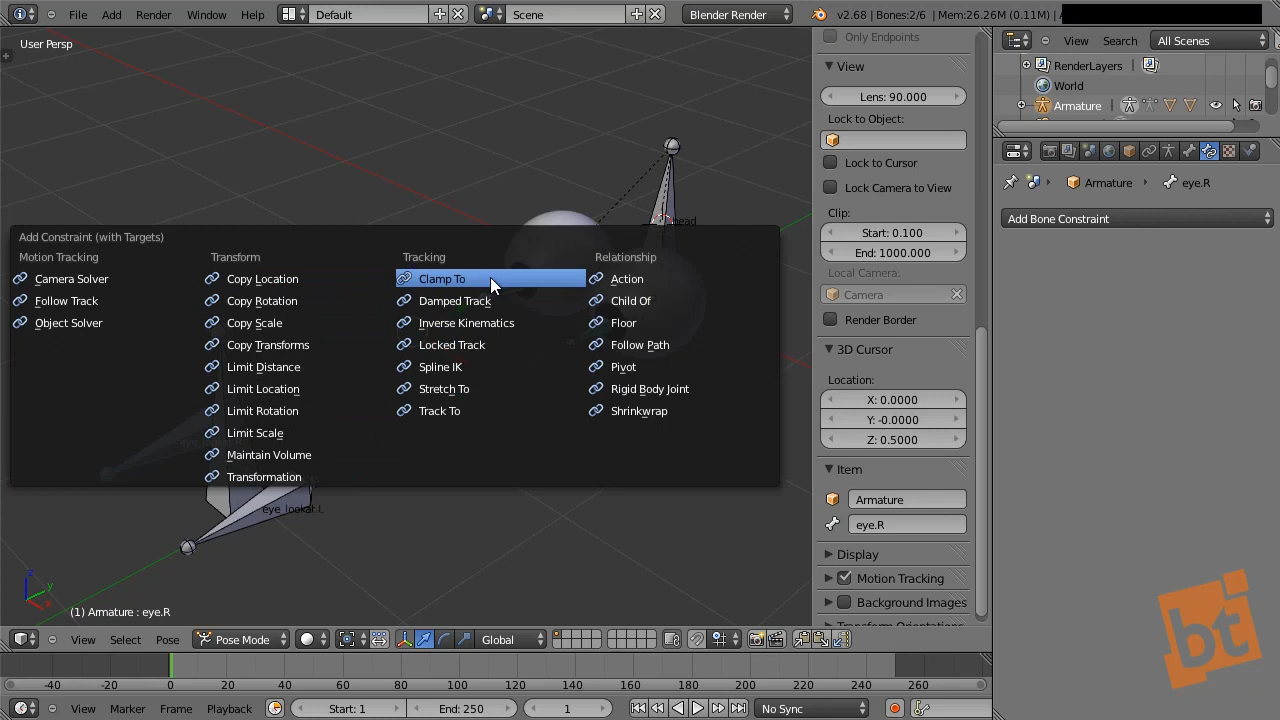 File Add Render Window Help Default Scene Blender Render v2.68 | Bones:2/6 | Mem:26.26M (0.11M) |
User Persp
Only Endpoints
View
Lens: 90.000
Lock to Object:
Lock to Cursor
Lock Camera to View
Clip:
Start: 0.100
End: 1000.000
Local Camera:
Camera
Render Border
3D Cursor
Location:
X: 0.0000
Y: -0.0000
Z: 0.5000
Item
Armature
eye.R
Display
Motion Tracking
Background Images
Transform Orientations
View Search All Scenes
RenderLayers
World
Armature
Armature eye.R
Add Bone Constraint
head
Add Constraint (with Targets)
Motion Tracking
Camera Solver
Follow Track
Object Solver
Transform
Copy Location
Copy Rotation
Copy Scale
Copy Transforms
Limit Distance
Limit Location
Limit Rotation
Limit Scale
Maintain Volume
Transformation
Tracking
Clamp To
Damped Track
Inverse Kinematics
Locked Track
Spline IK
Stretch To
Track To
Relationship
Action
Child Of
Floor
Follow Path
Pivot
Rigid Body Joint
Shrinkwrap
eye_lookat.L
z
y
x
(1) Armature : eye.R
View Select Pose Pose Mode Global
-40 -20 0 20 40 60 80 100 120 140 160 180 200 220 240 260
View Marker Frame Playback Start: 1 End: 250 1 No Sync
bt